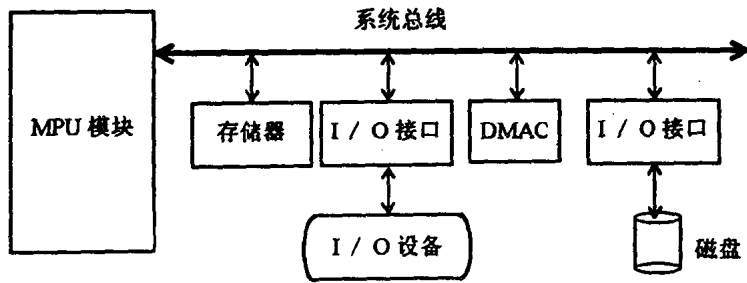 系统总线
MPU 模块
存储器
I / O 接口
DMAC
I / O 接口
I / O 设备
磁盘